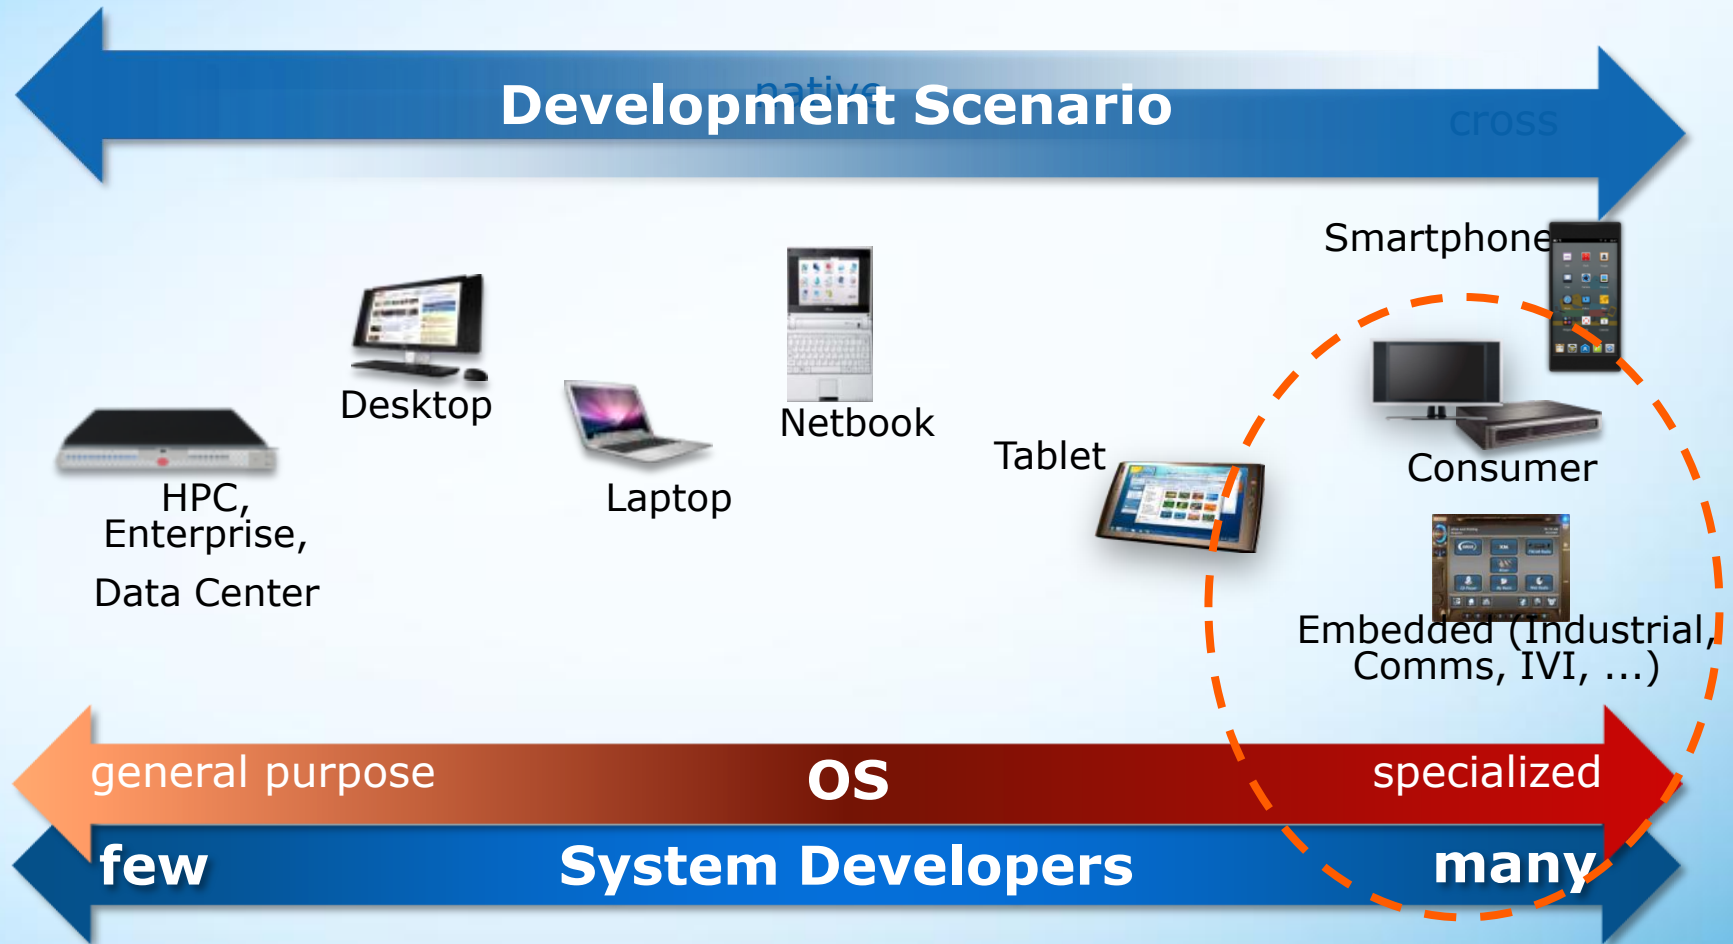 native
Development Scenario
cross
Smartphone
Desktop
Netbook
Tablet
Consumer
HPC,
Enterprise,
Data Center
Laptop
Embedded (Industrial,
Comms, IVI, ...)
general purpose
OS
specialized
few
System Developers
many